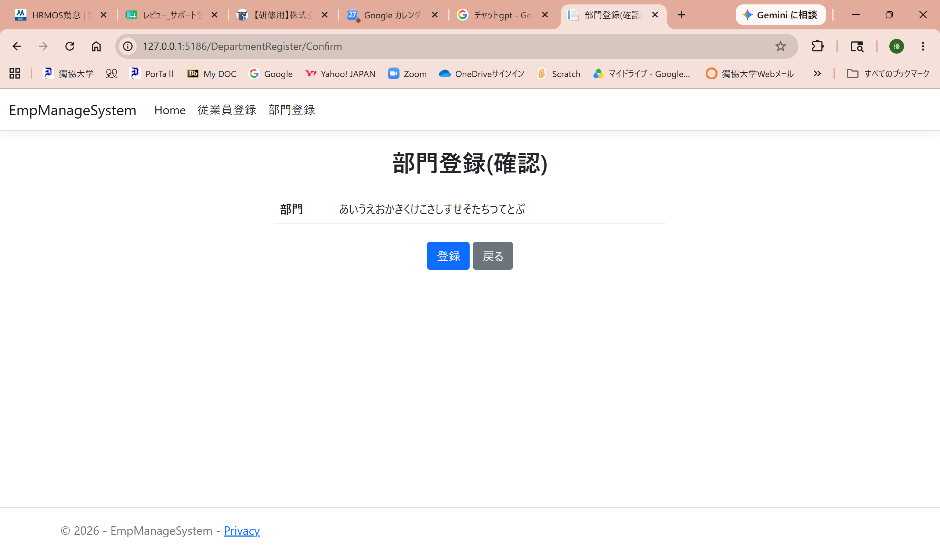 HRMOS勤怠
レビュー_サポート
【研修用】株式
27
Google カレンダ
チャットgpt - Go
部門登録(確認)
Gemini に相談
127.0.0.1:5186/DepartmentRegister/Confirm
獨協大学
PorTaⅡ
My DOC
Google
Yahoo! JAPAN
Zoom
OneDriveサインイン
Scratch
マイドライブ - Google...
獨協大学Webメール
すべてのブックマーク
EmpManageSystem Home 従業員登録 部門登録
部門登録(確認)
部門 あいうえおかきくけこさしすせそたちつてとぶ
登録 戻る
© 2026 - EmpManageSystem - Privacy